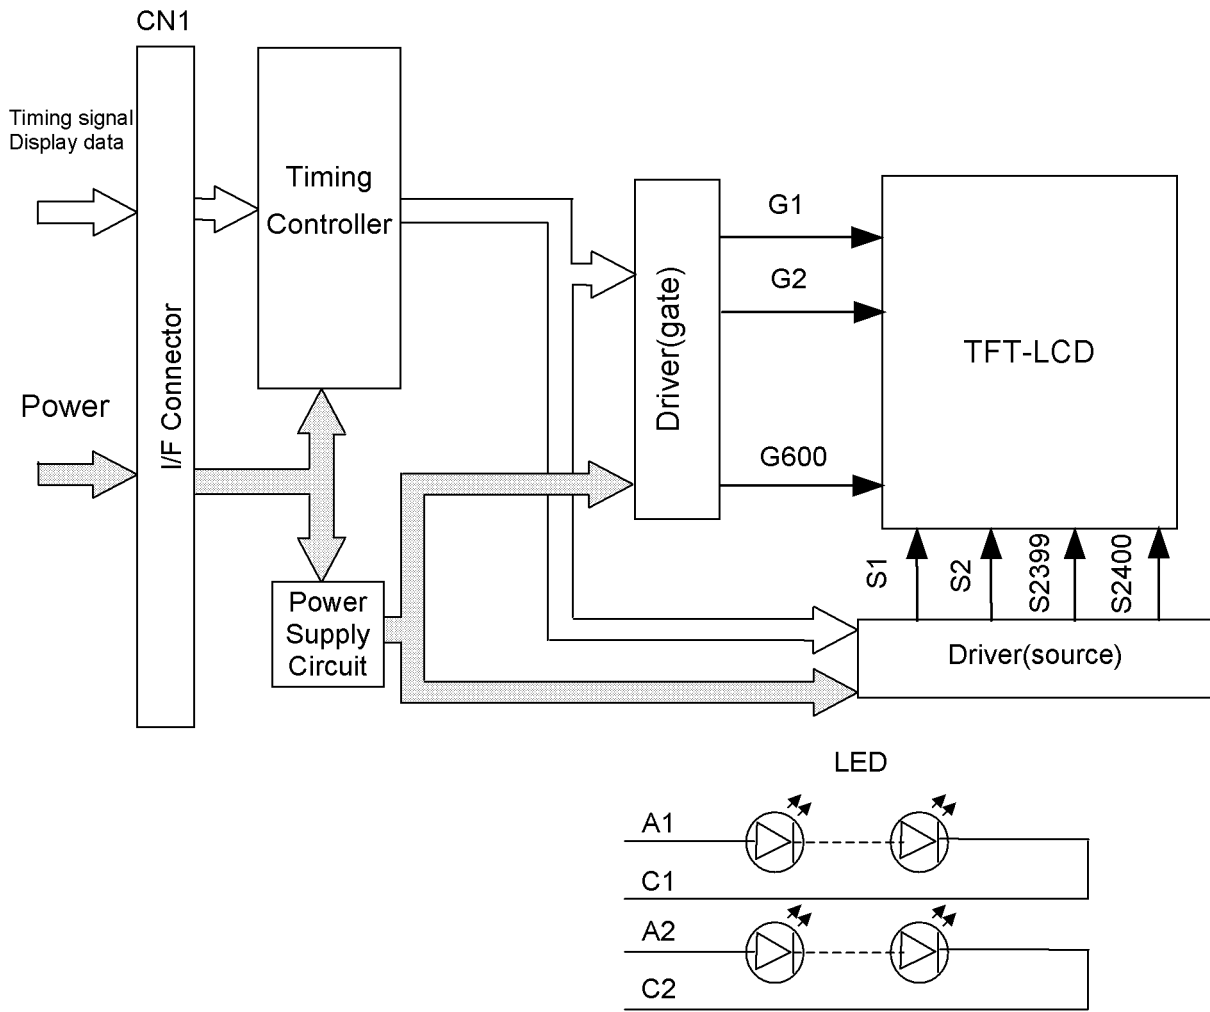 CN1
Timing signal
Display data
Power
I/F Connector
Timing
Controller
Power
Supply
Circuit
Driver(gate)
G1
G2
G600
TFT-LCD
S1
S2
S2399
S2400
Driver(source)
LED
A1
C1
A2
C2